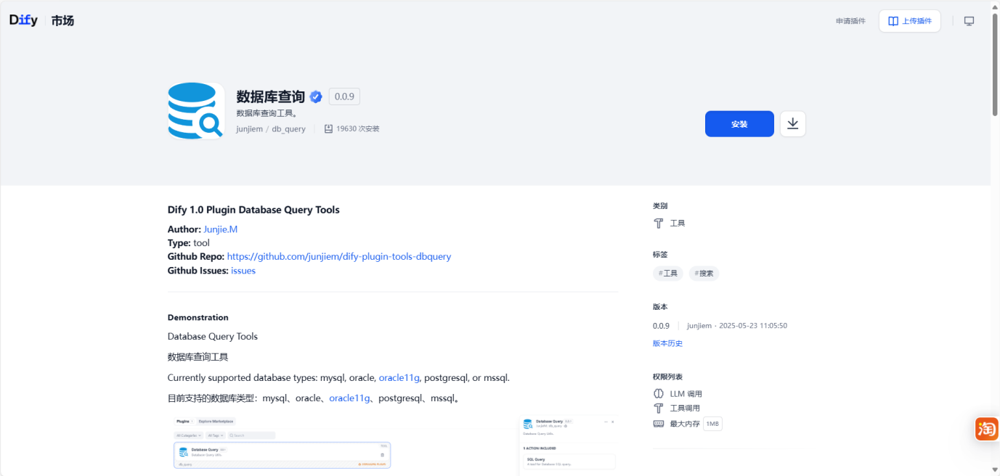 Dify 市场
申请插件
上传插件
数据库查询 0.0.9
数据库查询工具。
junjiem / db_query 19630 次安装
安装
Dify 1.0 Plugin Database Query Tools
Author: Junjie.M
Type: tool
Github Repo: https://github.com/junjiem/dify-plugin-tools-dbquery
Github Issues: issues
Demonstration
Database Query Tools
数据库查询工具
Currently supported database types: mysql, oracle, oracle11g, postgresql, or mssql.
目前支持的数据库类型：mysql、oracle、oracle11g、postgresql、mssql。
Plugins Explore Marketplace
All Categories All Tags Search
Database Query
Database Query Utils.
db_query
Database Query
Database Query Utils.
1 ACTION INCLUDED
SQL Query
A tool for Database SQL query.
类别
工具
标签
#工具 #搜索
版本
0.0.9 junjiem · 2025-05-23 11:05:50
版本历史
权限列表
LLM 调用
工具调用
最大内存 1MB
淘